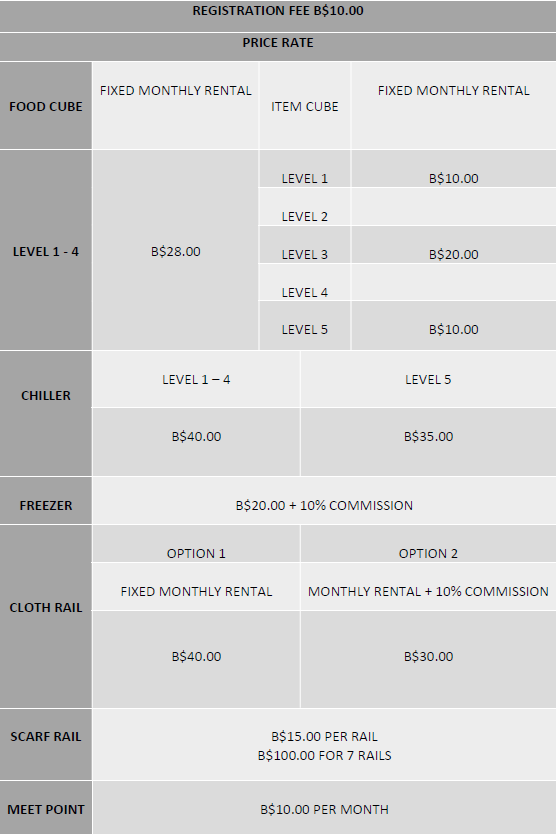 REGISTRATION FEE B$10.00
PRICE RATE
FOOD CUBE
FIXED MONTHLY RENTAL
ITEM CUBE
FIXED MONTHLY RENTAL
LEVEL 1 - 4
B$28.00
LEVEL 1
B$10.00
LEVEL 2
LEVEL 3
B$20.00
LEVEL 4
LEVEL 5
B$10.00
CHILLER
LEVEL 1 – 4
LEVEL 5
B$40.00
B$35.00
FREEZER
B$20.00 + 10% COMMISSION
CLOTH RAIL
OPTION 1
OPTION 2
FIXED MONTHLY RENTAL
MONTHLY RENTAL + 10% COMMISSION
B$40.00
B$30.00
SCARF RAIL
B$15.00 PER RAIL
B$100.00 FOR 7 RAILS
MEET POINT
B$10.00 PER MONTH